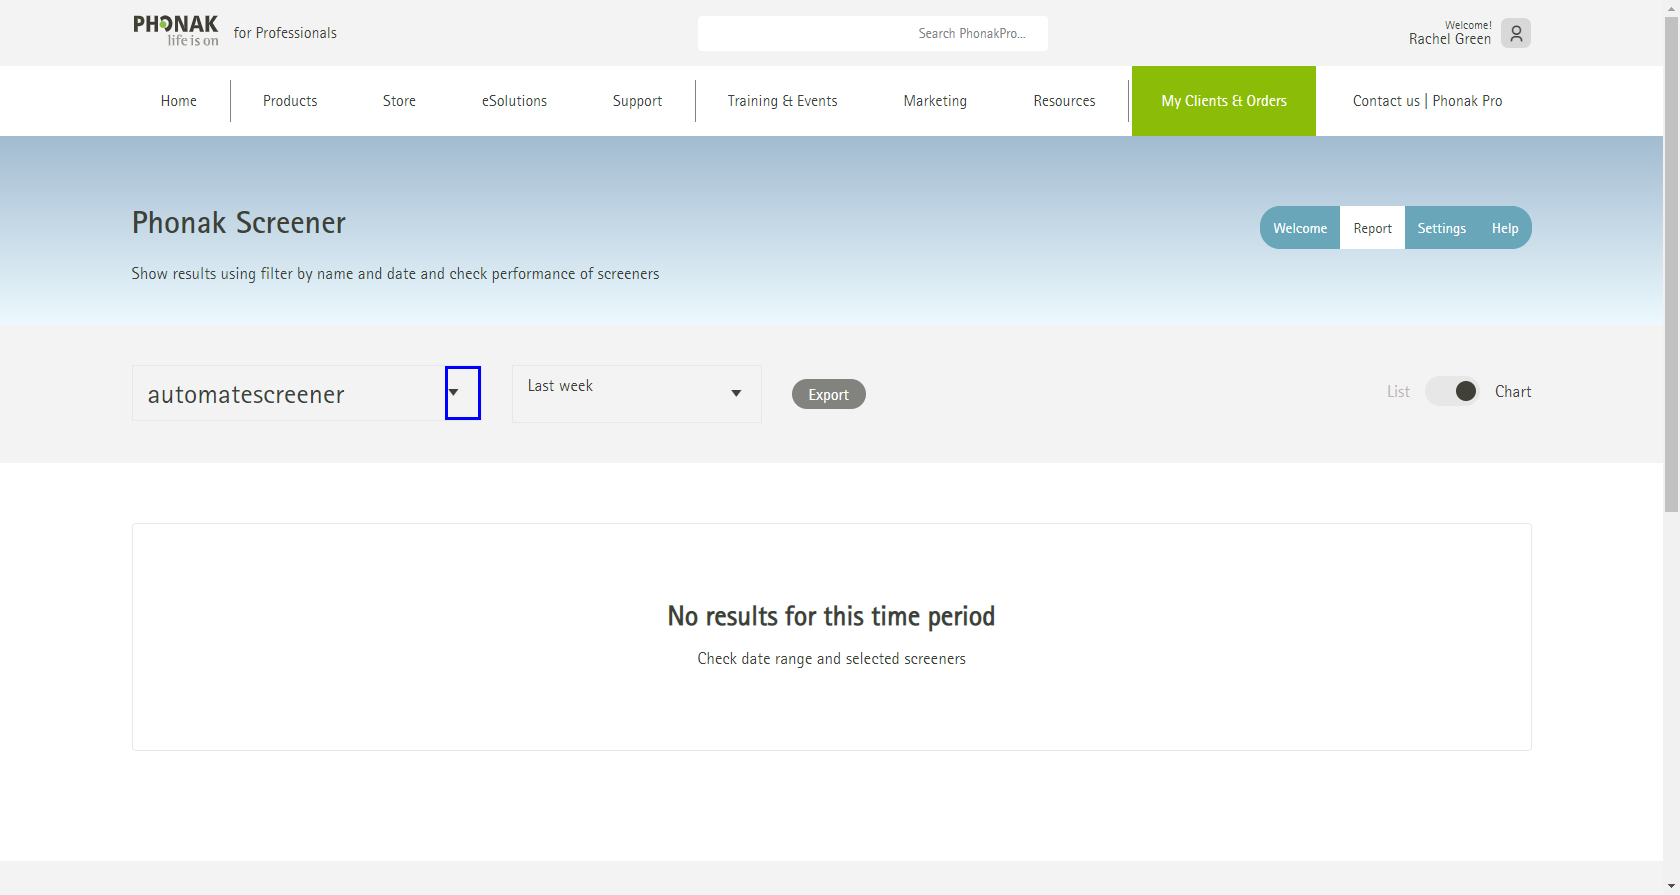 PHONAK
life is on
for Professionals
Search PhonakPro...
Welcome!
Rachel Green
Home
Products
Store
eSolutions
Support
Training & Events
Marketing
Resources
My Clients & Orders
Contact us | Phonak Pro
Phonak Screener
Welcome
Report
Settings
Help
Show results using filter by name and date and check performance of screeners
automatescreener
Last week
Export
List
Chart
No results for this time period
Check date range and selected screeners